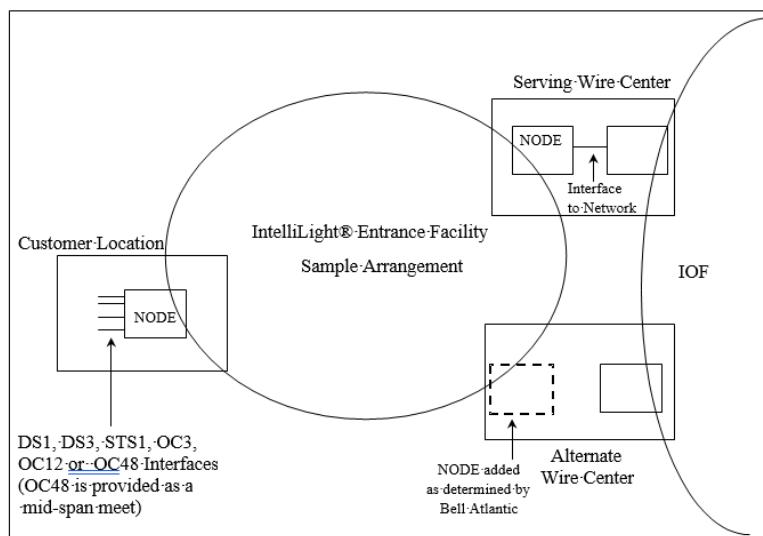 Serving Wire Center
NODE
Interface
to Network
IntelliLight® Entrance Facility
Sample Arrangement
Customer Location
NODE
IOF
DS1, DS3, STS1, OC3,
OC12 or OC48 Interfaces
(OC48 is provided as a
mid-span meet)
NODE added
as determined by
Bell Atlantic
Alternate
Wire Center